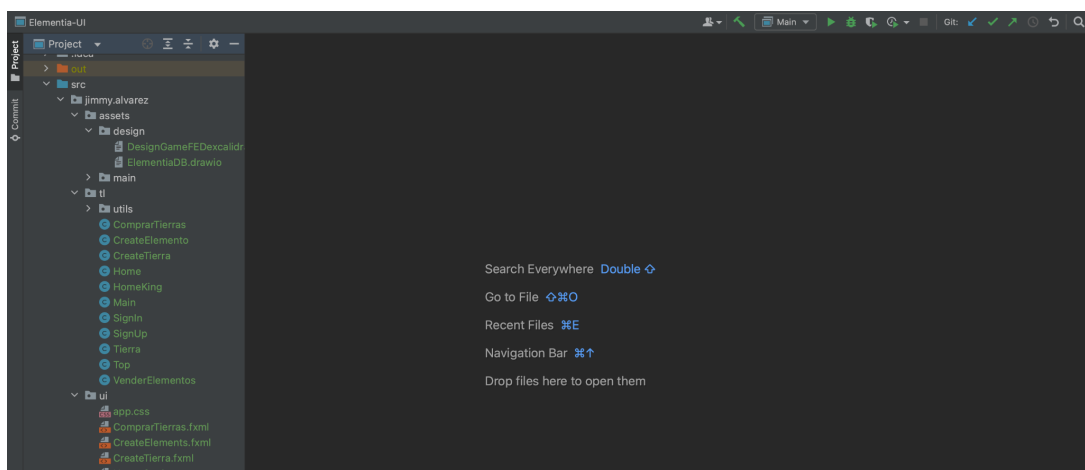 Elementia-UI
Main
Git:
Project
Project
Commit
.idea
out
src
jimmy.alvarez
assets
design
DesignGameFEDexcalidr
ElementiaDB.drawio
main
tl
utils
ComprarTierras
CreateElemento
CreateTierra
Home
HomeKing
Main
SignIn
SignUp
Tierra
Top
VenderElementos
ui
app.css
ComprarTierras.fxml
CreateElements.fxml
CreateTierra.fxml
Search Everywhere Double ⇧
Go to File ⇧⌘O
Recent Files ⌘E
Navigation Bar ⌘↑
Drop files here to open them